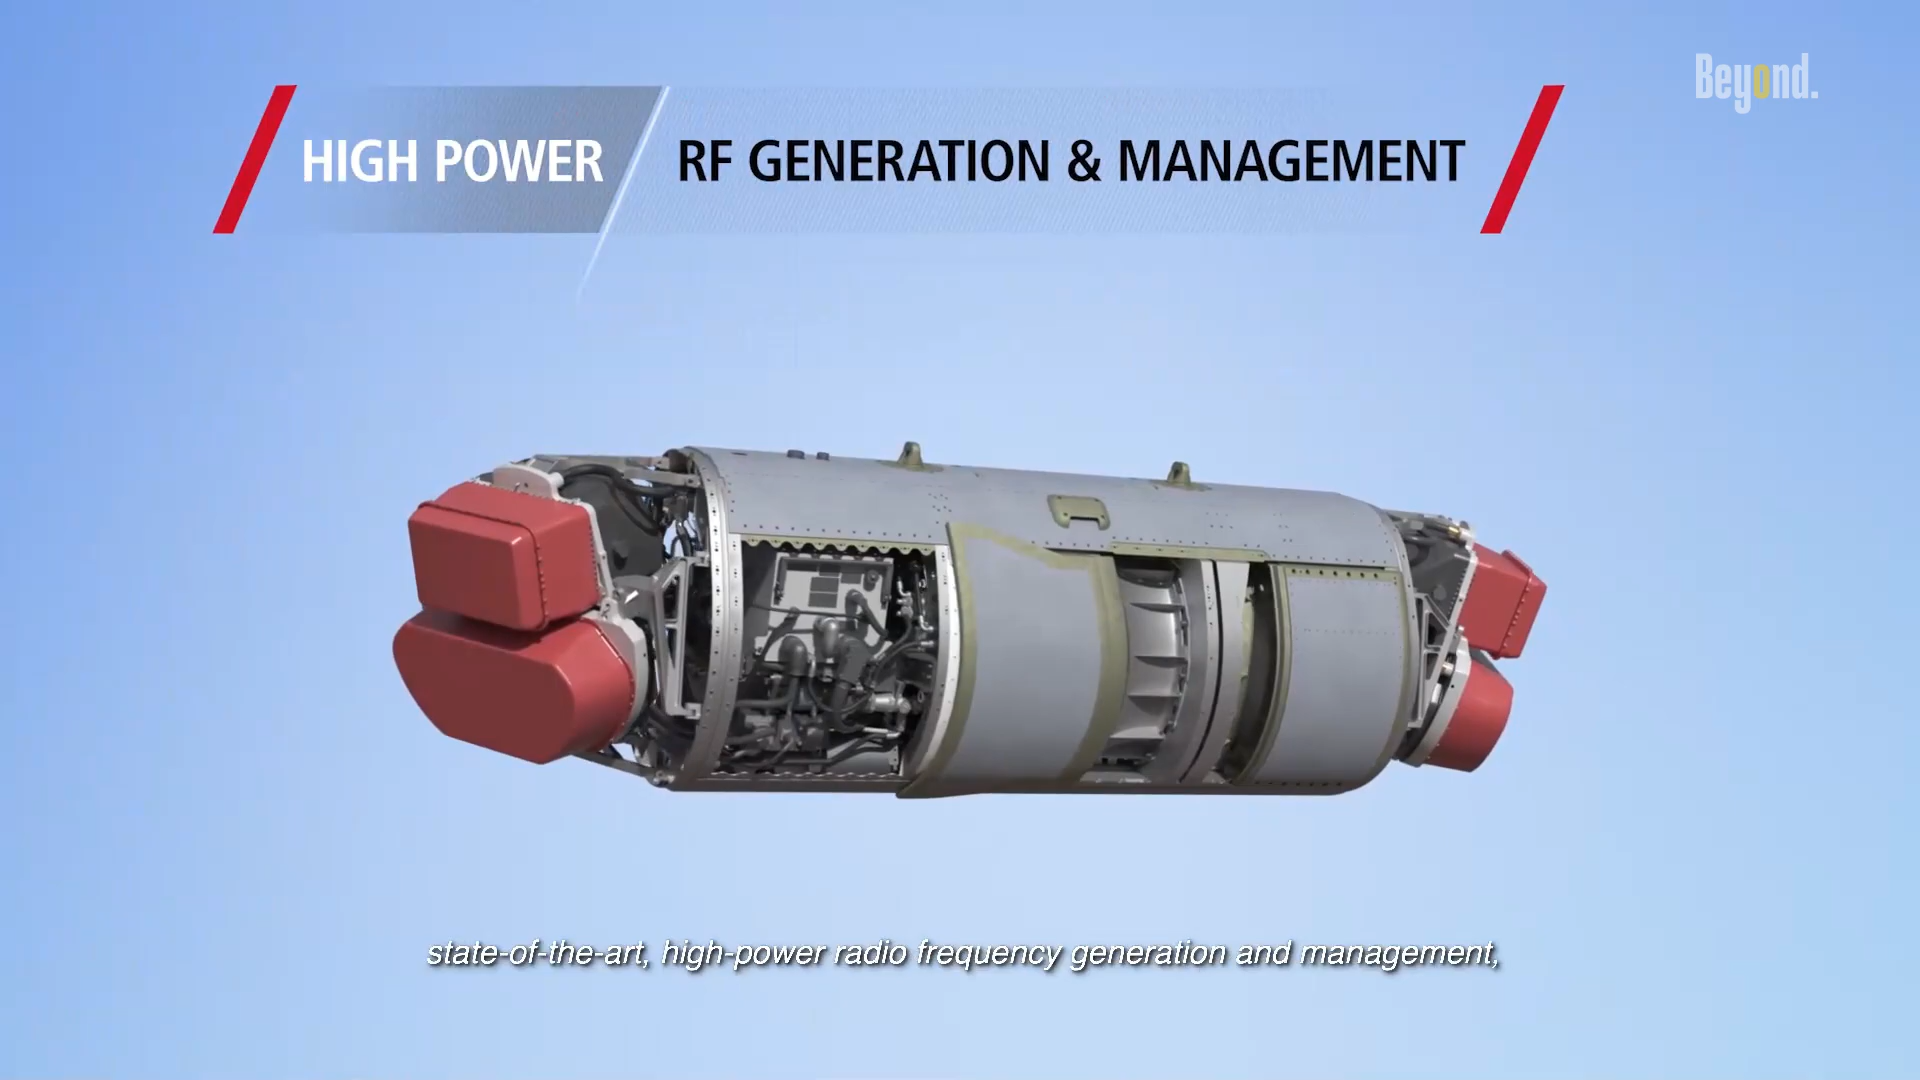 Beyond.
HIGH POWER RF GENERATION & MANAGEMENT
state-of-the-art, high-power radio frequency generation and management,